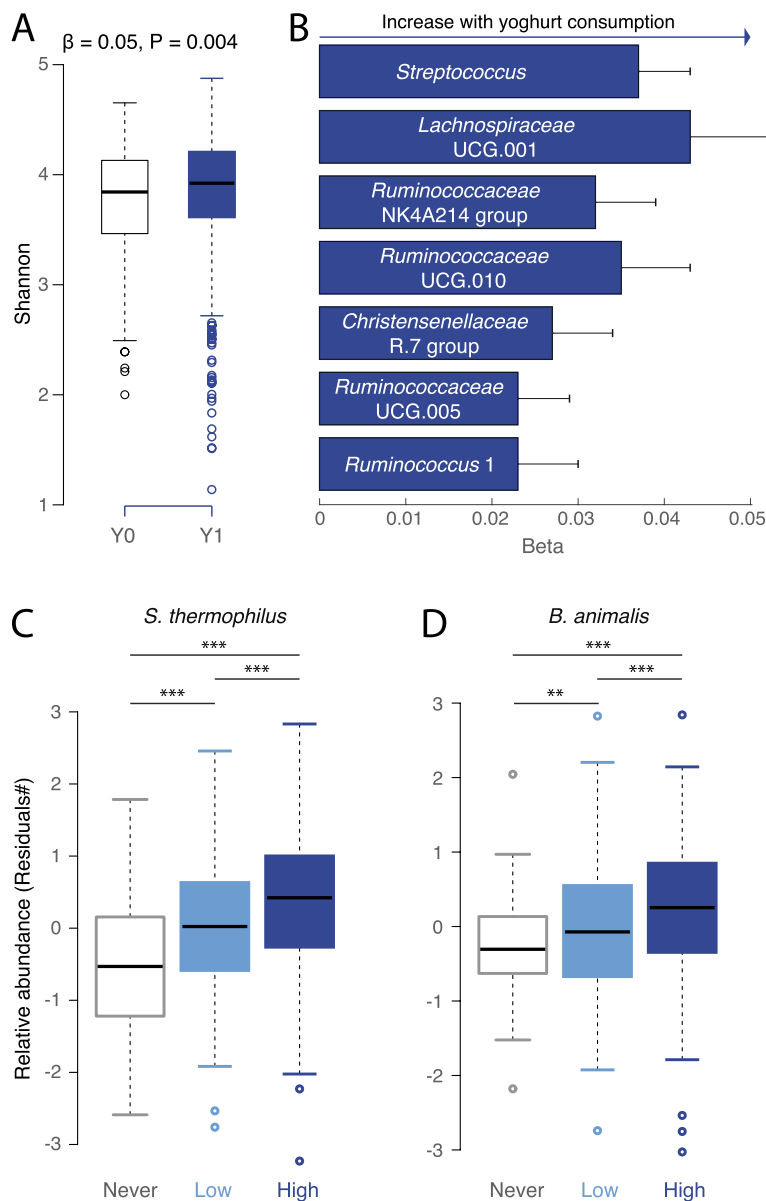 A
β = 0.05, P = 0.004
5
4
3
2
1
Shannon
Y0
Y1
B
Increase with yoghurt consumption
Streptococcus
Lachnospiraceae
UCG.001
Ruminococcaceae
NK4A214 group
Ruminococcaceae
UCG.010
Christensenellaceae
R.7 group
Ruminococcaceae
UCG.005
Ruminococcus 1
0
0.01
0.02
0.03
0.04
0.05
Beta
C
S. thermophilus
***
***
***
3
2
1
0
-1
-2
-3
Relative abundance (Residuals#)
Never
Low
High
D
B. animalis
***
***
**
3
2
1
0
-1
-2
-3
Never
Low
High